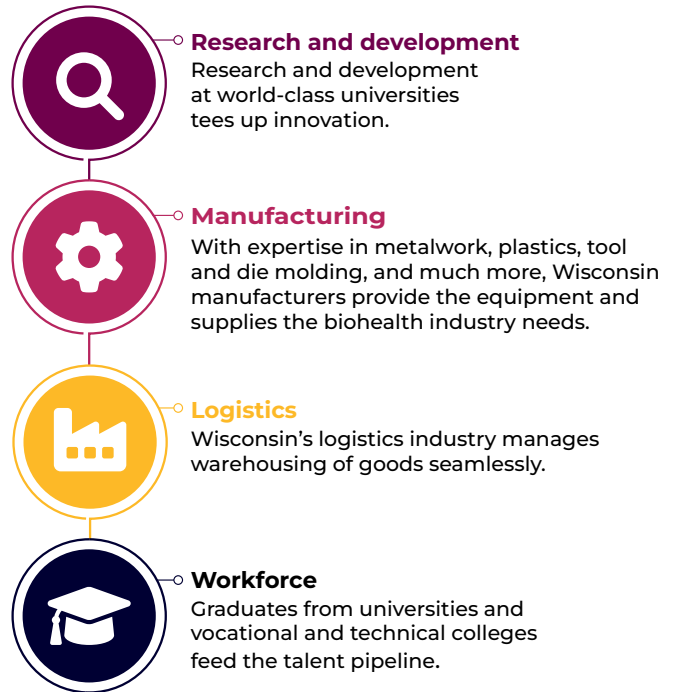 Research and development
Research and development
at world-class universities
tees up innovation.
Manufacturing
With expertise in metalwork, plastics, tool
and die molding, and much more, Wisconsin
manufacturers provide the equipment and
supplies the biohealth industry needs.
Logistics
Wisconsin’s logistics industry manages
warehousing of goods seamlessly.
Workforce
Graduates from universities and
vocational and technical colleges
feed the talent pipeline.